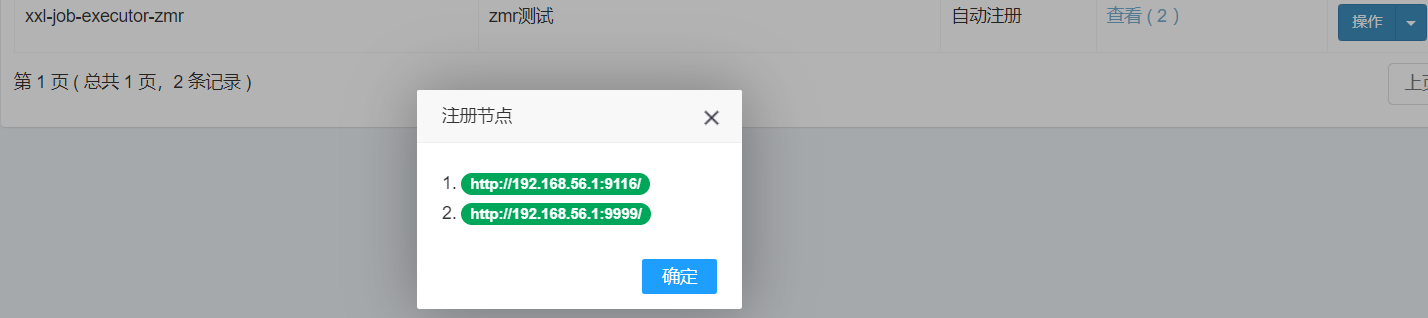 xxl-job-executor-zmr zmr测试 自动注册 查看 ( 2 ) 操作
第 1 页 ( 总共 1 页，2 条记录 )
上页
注册节点
1. http://192.168.56.1:9116/
2. http://192.168.56.1:9999/
确定